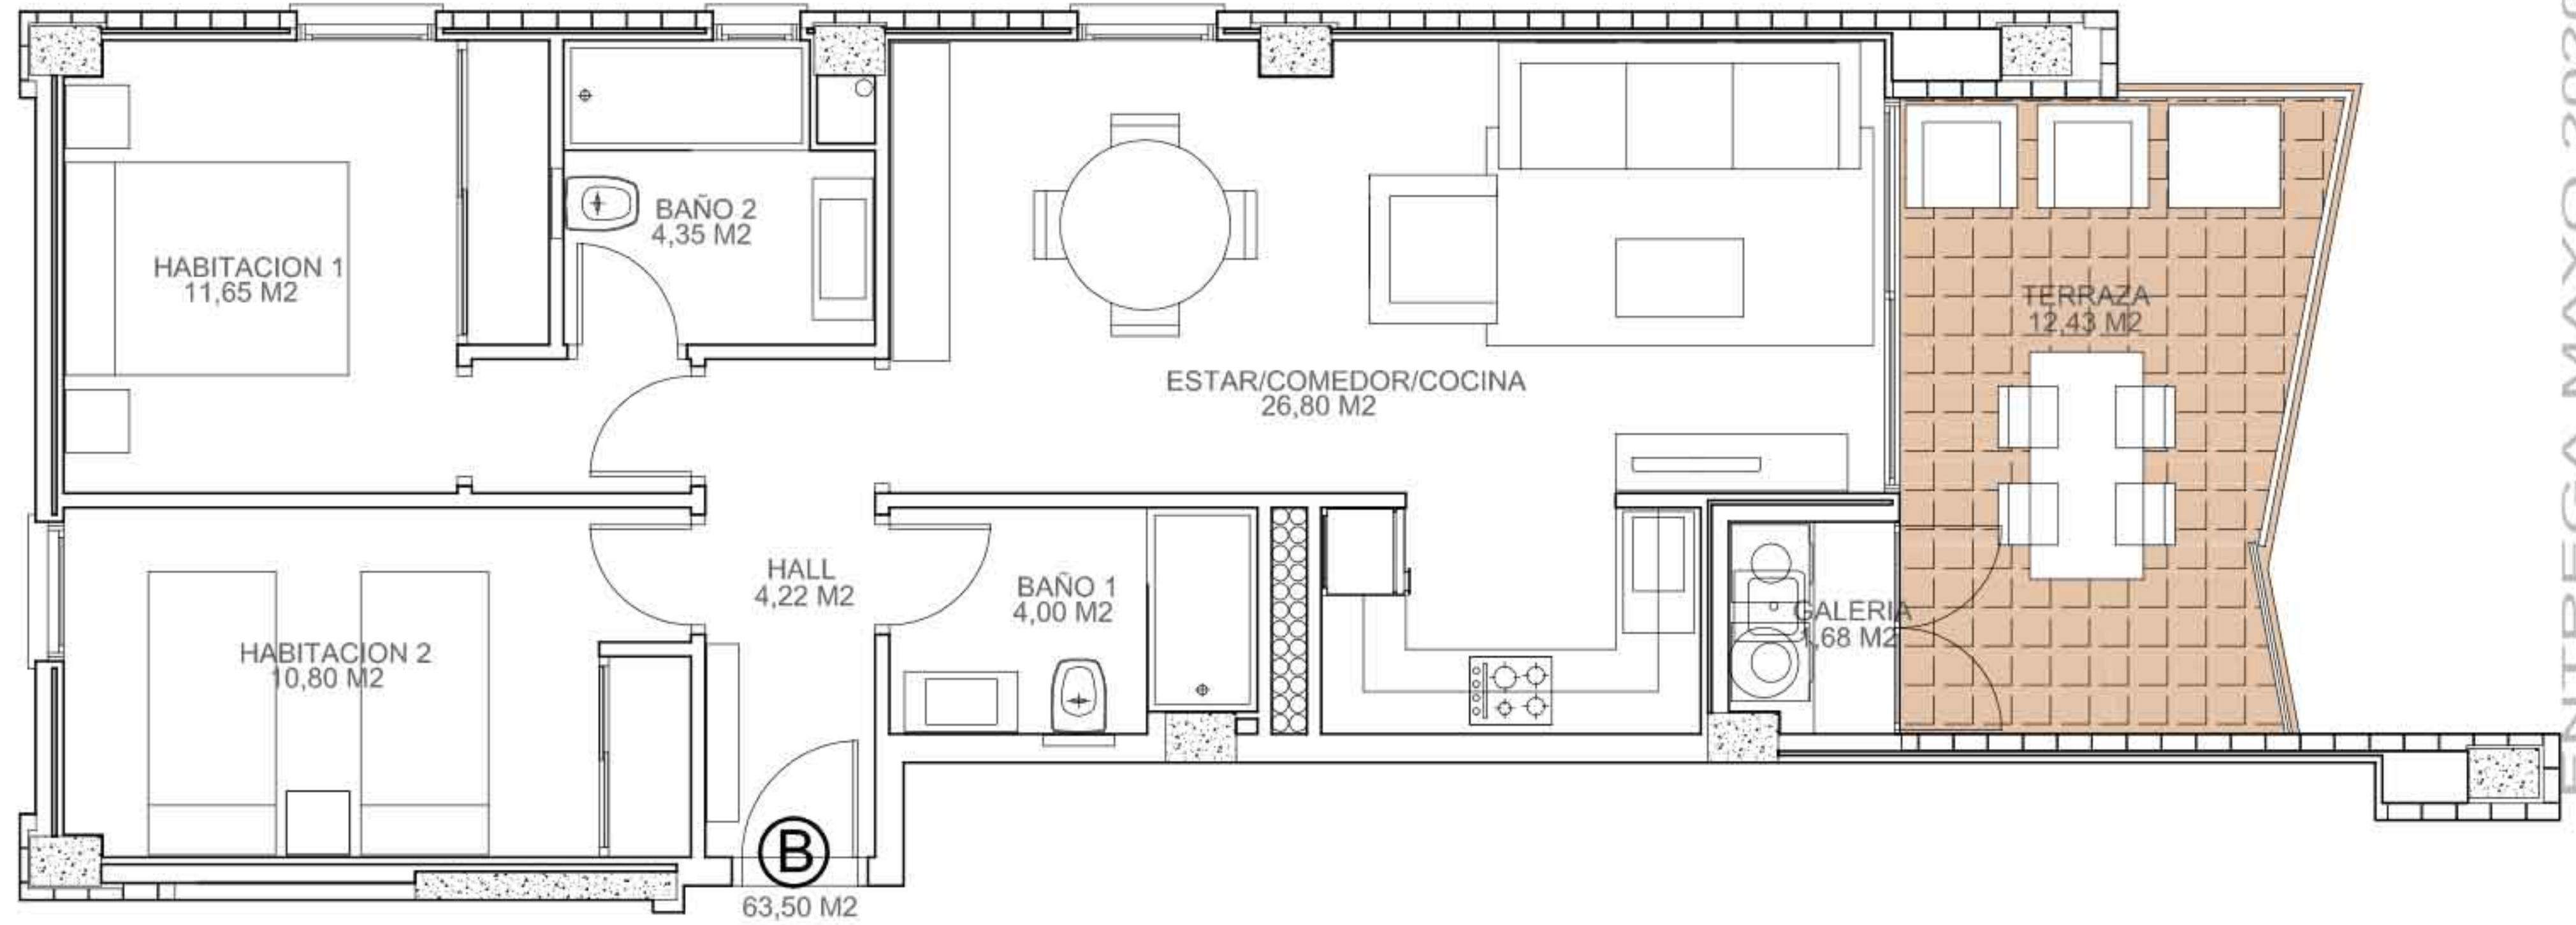 HABITACION 1
11,65 M2
BAÑO 2
4,35 M2
ESTAR/COMEDOR/COCINA
26,80 M2
TERRAZA
12,43 M2
HABITACION 2
10,80 M2
HALL
4,22 M2
BAÑO 1
4,00 M2
GALERIA
1,68 M2
B
63,50 M2
ENTREGA MAYO